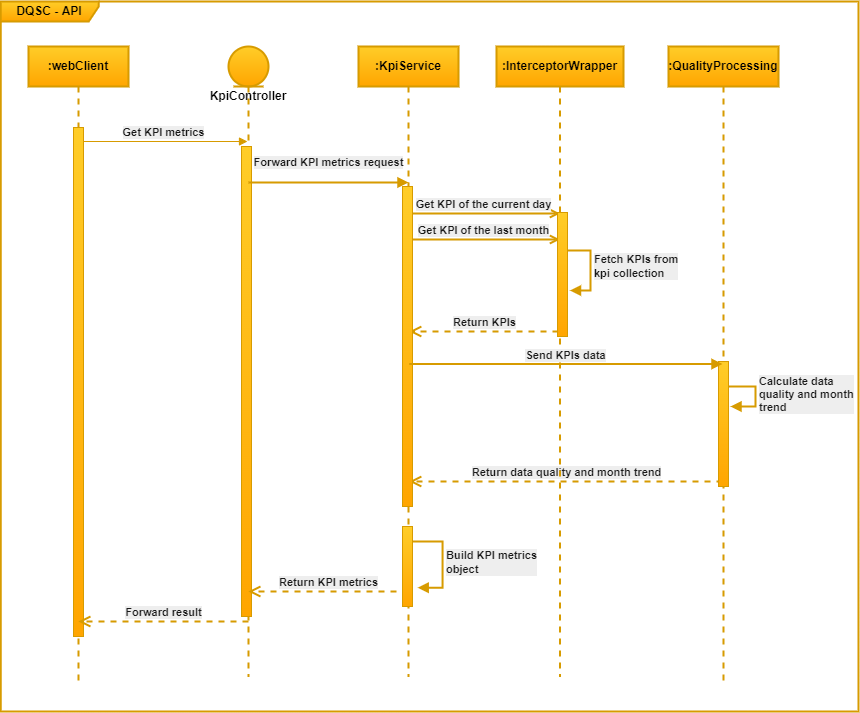 DQSC - API
:webClient
KpiController
:KpiService
:InterceptorWrapper
:QualityProcessing
Get KPI metrics
Forward KPI metrics request
Get KPI of the current day
Get KPI of the last month
Fetch KPIs from
kpi collection
Return KPIs
Send KPIs data
Calculate data
quality and month
trend
Return data quality and month trend
Build KPI metrics
object
Return KPI metrics
Forward result